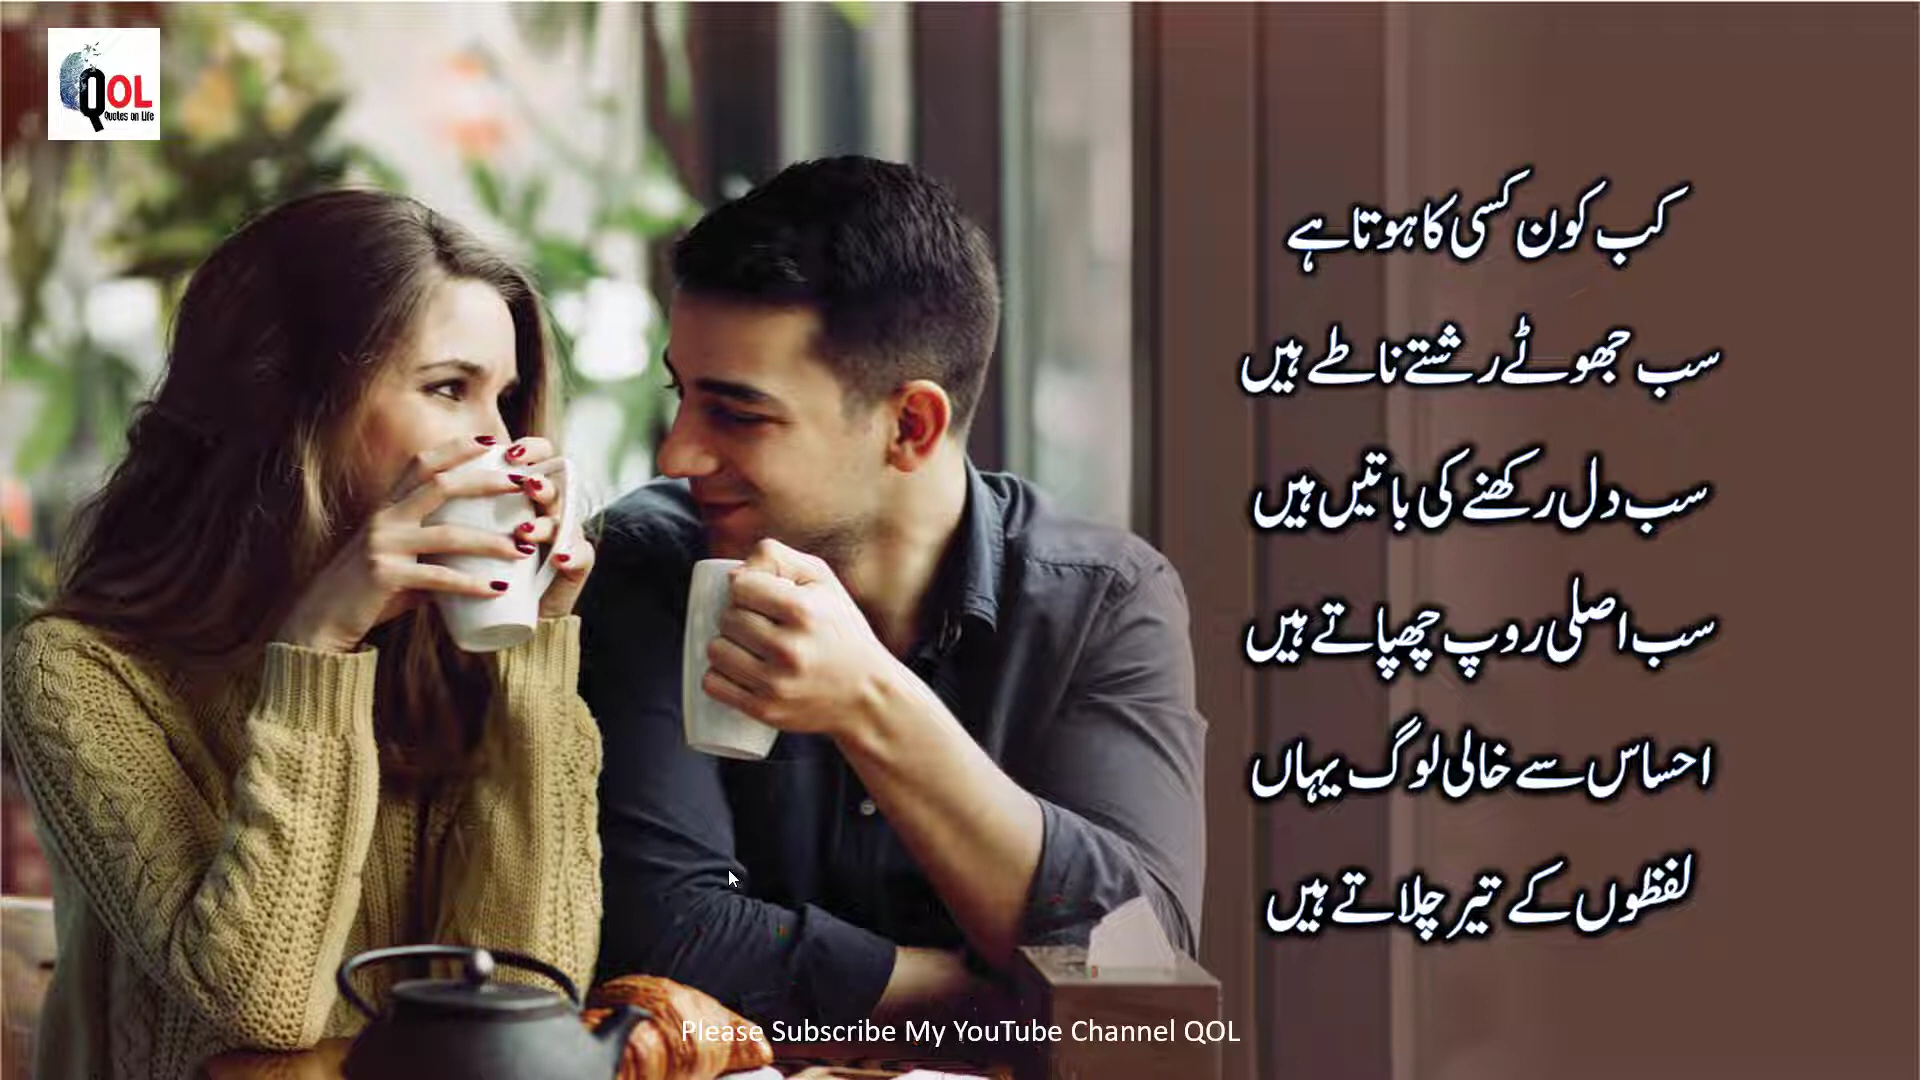 QOL
Quotes on Life
کب کون کسی کا ہوتا ہے
سب جھوٹے رشتے ناطے ہیں
سب دل رکھنے کی باتیں ہیں
سب اصلی روپ چھپاتے ہیں
احساس سے خالی لوگ یہاں
لفظوں کے تیر چلاتے ہیں
Please Subscribe My YouTube Channel QOL